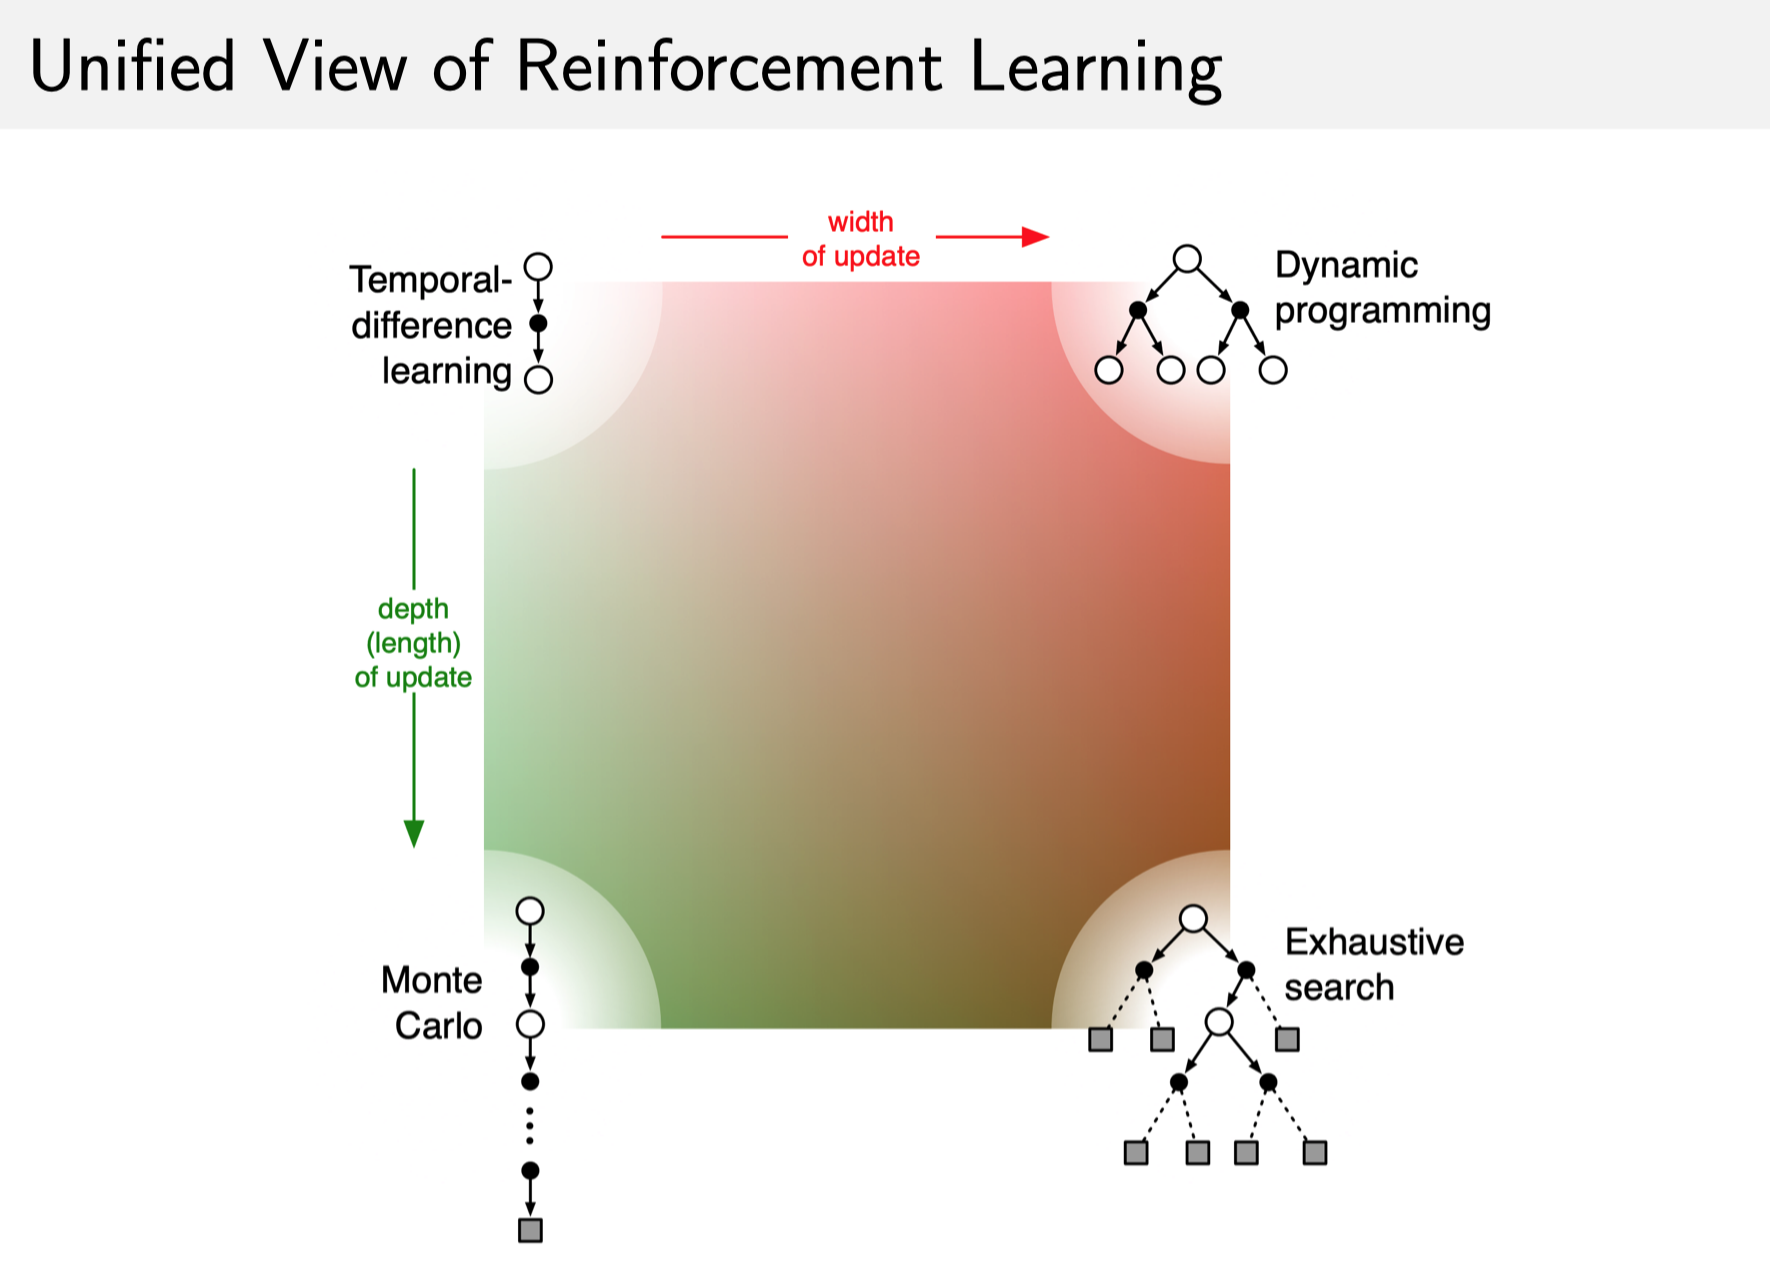 Unified View of Reinforcement Learning
width
of update
Temporal-
difference
learning
Dynamic
programming
depth
(length)
of update
Monte
Carlo
Exhaustive
search